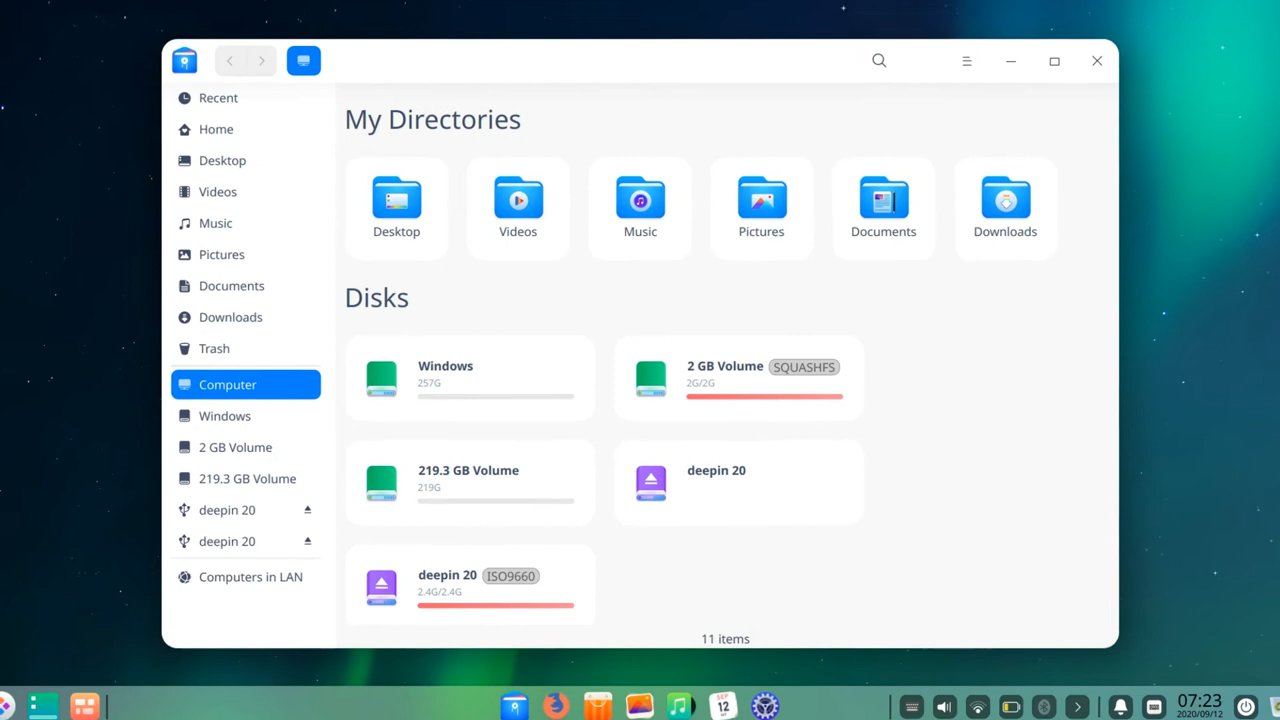 Recent
Home
Desktop
Videos
Music
Pictures
Documents
Downloads
Trash
Computer
Windows
2 GB Volume
219.3 GB Volume
deepin 20
deepin 20
Computers in LAN
My Directories
Desktop
Videos
Music
Pictures
Documents
Downloads
Disks
Windows
257G
2 GB Volume SQUASHFS
2G/2G
219.3 GB Volume
219G
deepin 20
deepin 20 ISO9660
2.4G/2.4G
11 items
SEP
12
07:23
2020/09/12